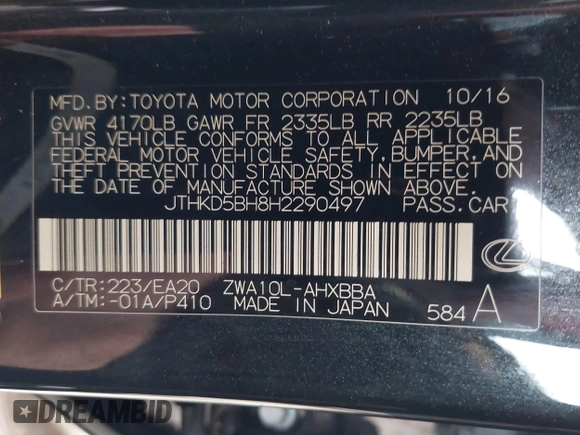 MFD.BY:TOYOTA MOTOR CORPORATION 10/16
GVWR 4170LB GAWR FR 2335LB RR 2235LB
THIS VEHICLE CONFORMS TO ALL APPLICABLE
FEDERAL MOTOR VEHICLE SAFETY,BUMPER,AND
THEFT PREVENTION STANDARDS IN EFFECT ON
THE DATE OF MANUFACTURE SHOWN ABOVE.
JTHKD5BH8H2290497 PASS.CAR
C/TR:223/EA20 ZWA10L-AHXBBA
A/TM:-01A/P410 MADE IN JAPAN 584 A
DREAMBID